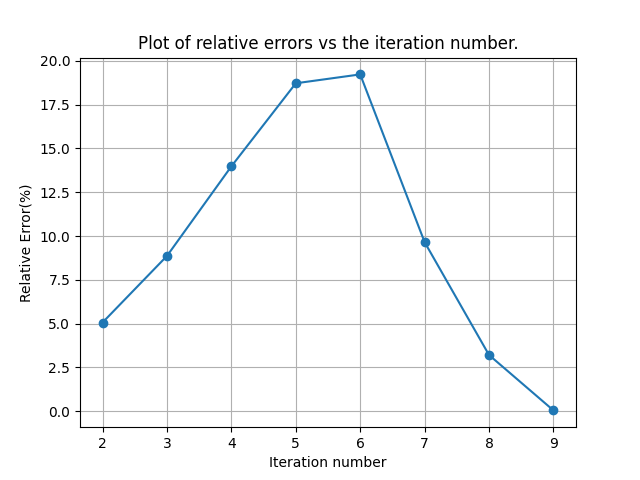 Plot of relative errors vs the iteration number.
20.0
17.5
15.0
12.5
10.0
7.5
5.0
2.5
0.0
Relative Error(%)
2 3 4 5 6 7 8 9
Iteration number